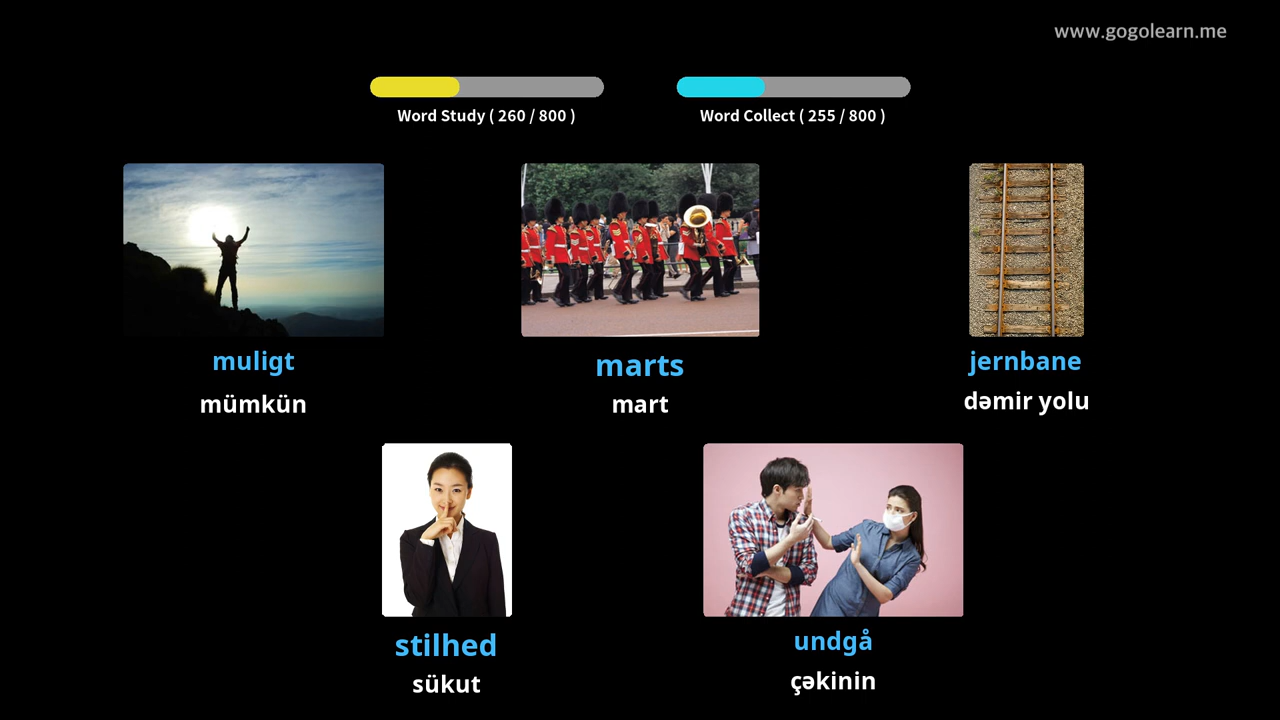 www.gogolearn.me
Word Study ( 260 / 800 )
Word Collect ( 255 / 800 )
muligt
mümkün
marts
mart
jernbane
dəmir yolu
stilhed
sükut
undgå
çəkinin